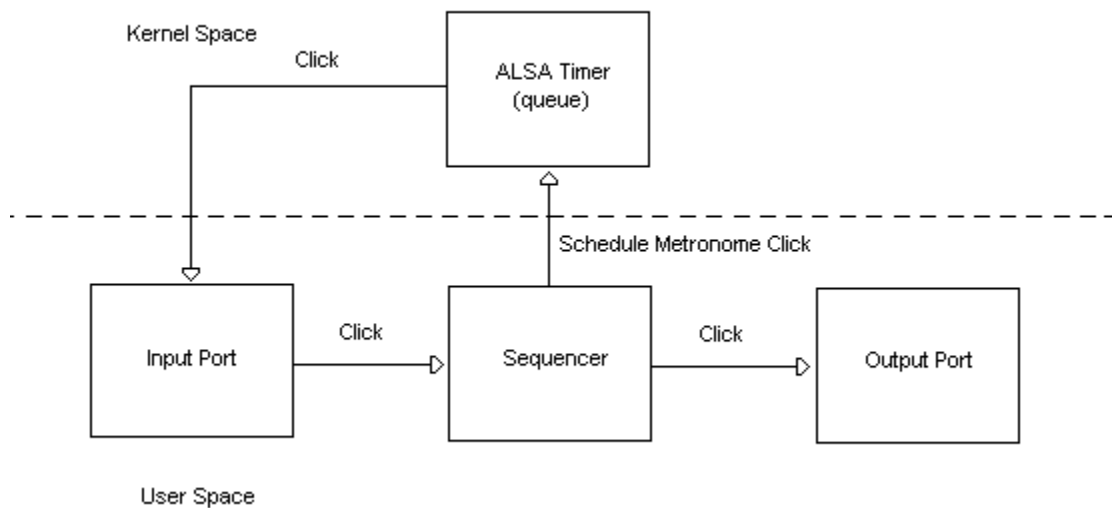 Kernel Space
Click
ALSA Timer
(queue)
Schedule Metronome Click
Input Port
Click
Sequencer
Click
Output Port
User Space